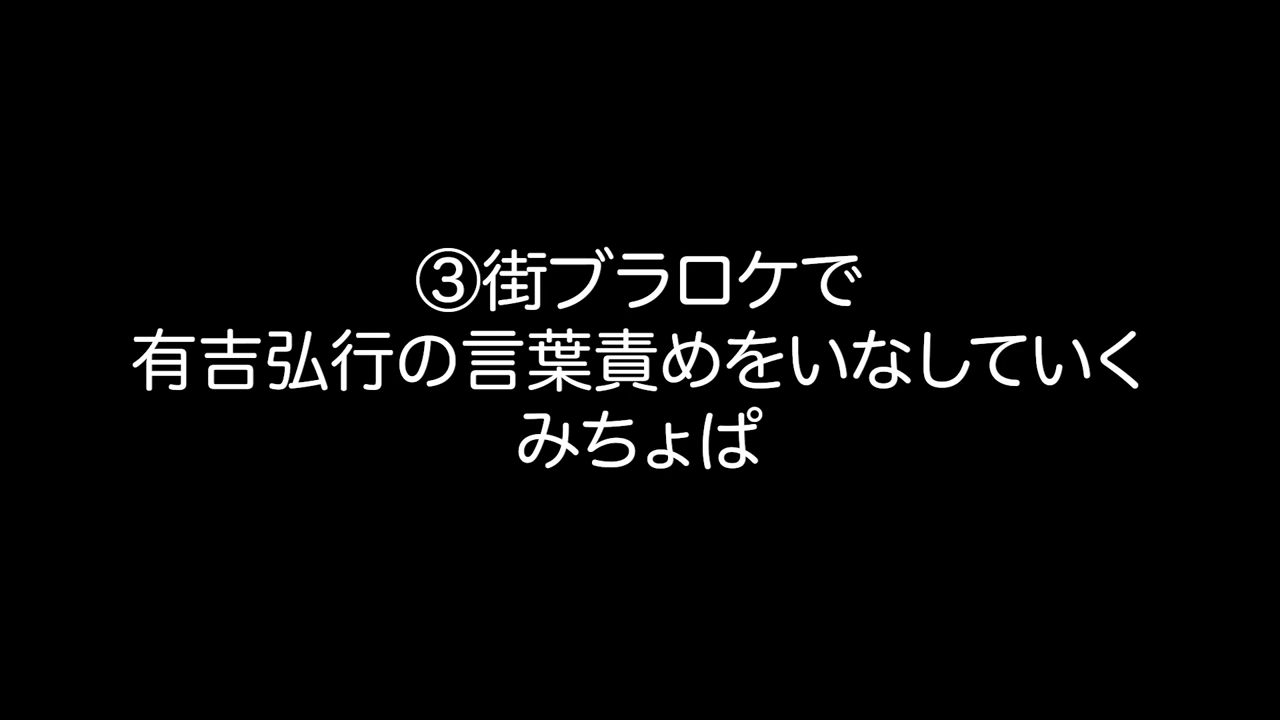 ③街ブラロケで
有吉弘行の言葉責めをいなしていく
みちょぱ